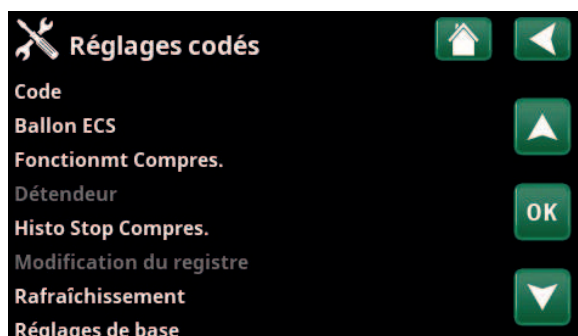 Réglages codés
Code
Ballon ECS
Fonctionmt Compres.
Détendeur
OK
Histo Stop Compres.
Modification du registre
Rafraîchissement
Réglages de base